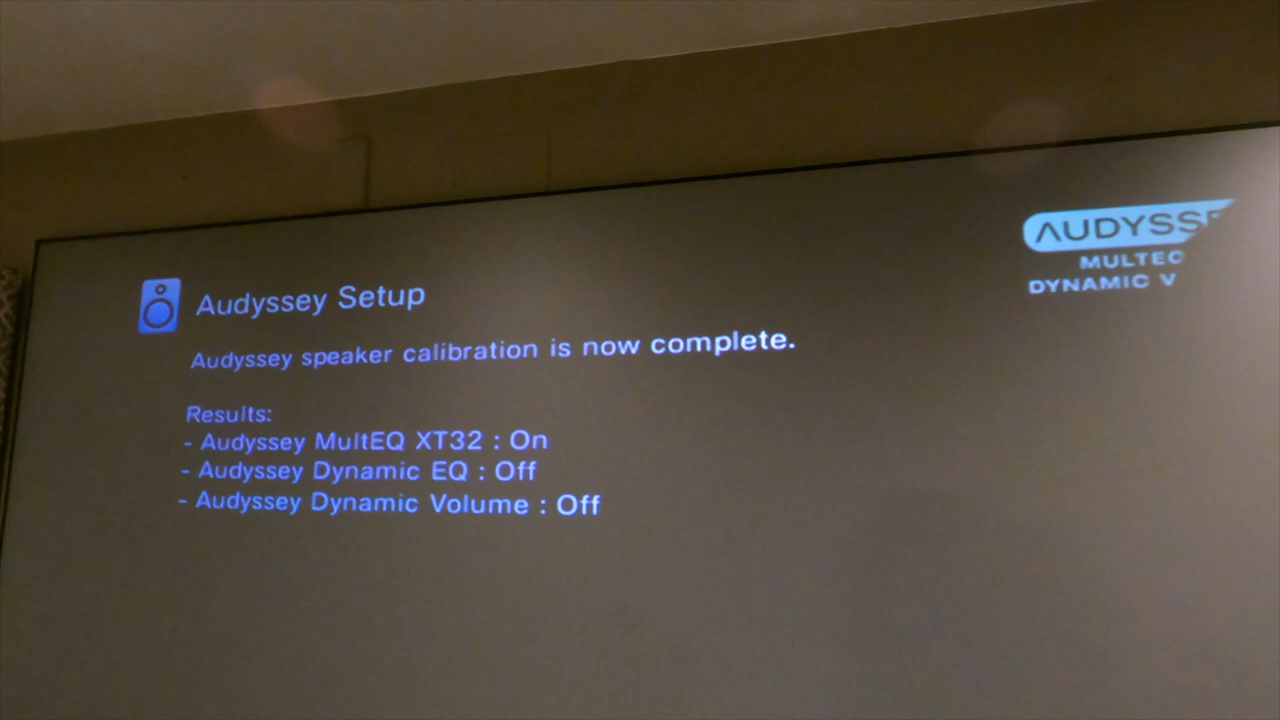 Audyssey Setup
Audyssey speaker calibration is now complete.
Results:
- Audyssey MultEQ XT32 : On
- Audyssey Dynamic EQ : Off
- Audyssey Dynamic Volume : Off
DYNAMIC V